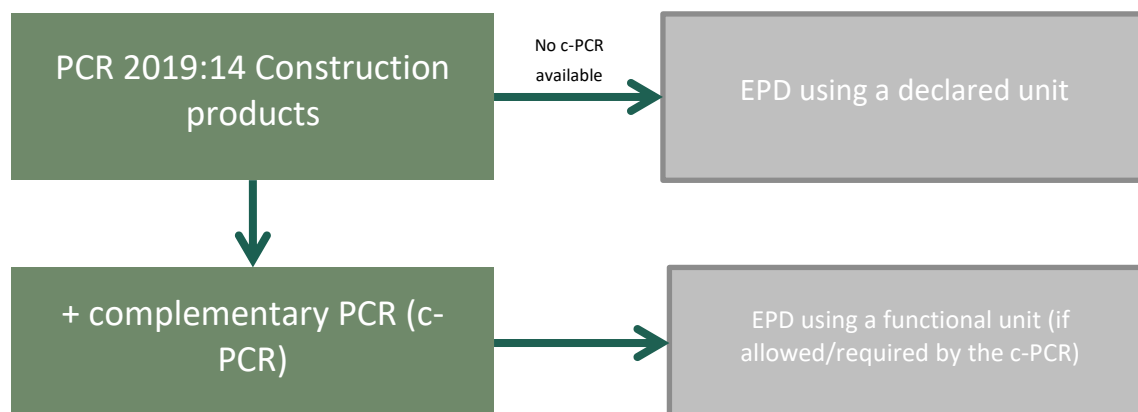 PCR 2019:14 Construction
products
No c-PCR
available
EPD using a declared unit
+ complementary PCR (c-
PCR)
EPD using a functional unit (if
allowed/required by the c-PCR)